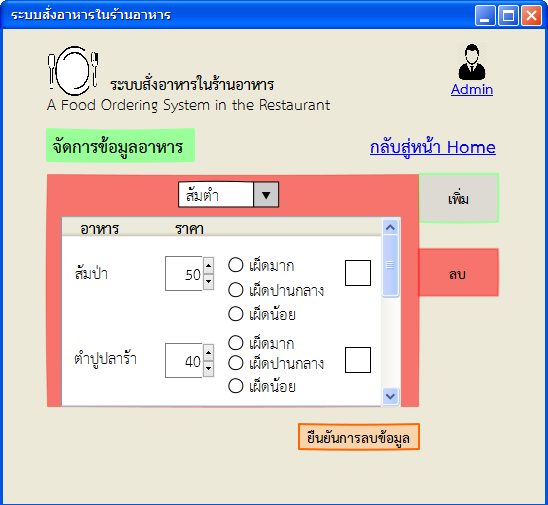 ระบบสั่งอาหารในร้านอาหาร
ระบบสั่งอาหารในร้านอาหาร
A Food Ordering System in the Restaurant
Admin
จัดการข้อมูลอาหาร
กลับสู่หน้า Home
ส้มตำ
เพิ่ม
อาหาร ราคา
ส้มป่า 50
เผ็ดมาก
เผ็ดปานกลาง
เผ็ดน้อย
ลบ
ตำปูปลาร้า 40
เผ็ดมาก
เผ็ดปานกลาง
เผ็ดน้อย
ยืนยันการลบข้อมูล